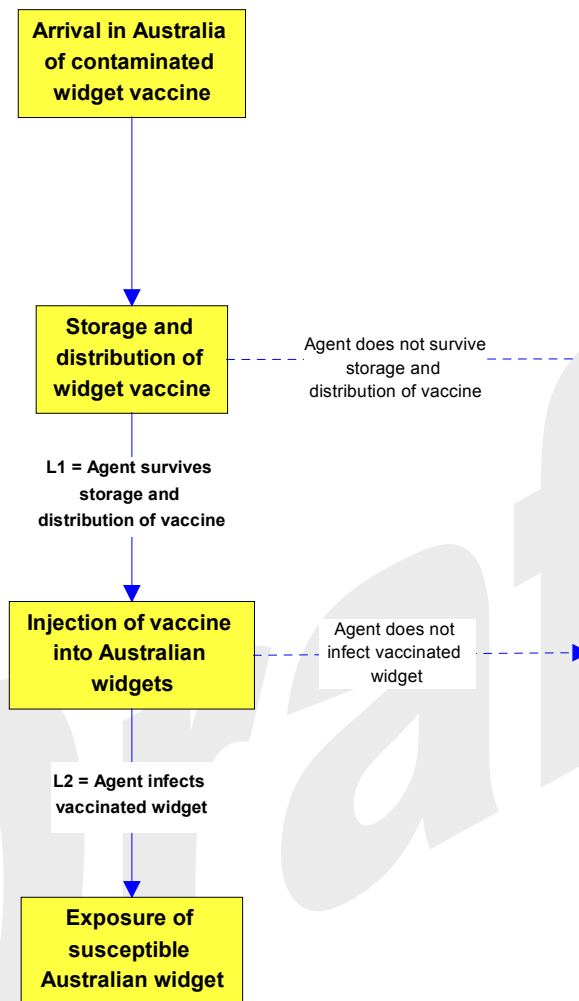 Arrival in Australia
of contaminated
widget vaccine
Storage and
distribution of
widget vaccine
Agent does not survive
storage and
distribution of vaccine
L1 = Agent survives
storage and
distribution of vaccine
Injection of vaccine
into Australian
widgets
Agent does not
infect vaccinated
widget
L2 = Agent infects
vaccinated widget
Exposure of
susceptible
Australian widget